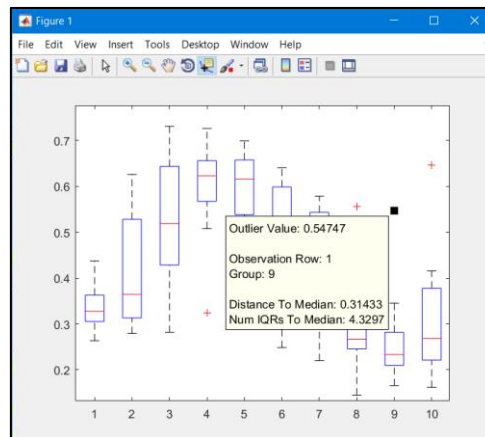 Figure 1
File Edit View Insert Tools Desktop Window Help
0.7
0.6
0.5
0.4
0.3
0.2
Outlier Value: 0.54747
Observation Row: 1
Group: 9
Distance To Median: 0.31433
Num IQRs To Median: 4.3297
1 2 3 4 5 6 7 8 9 10